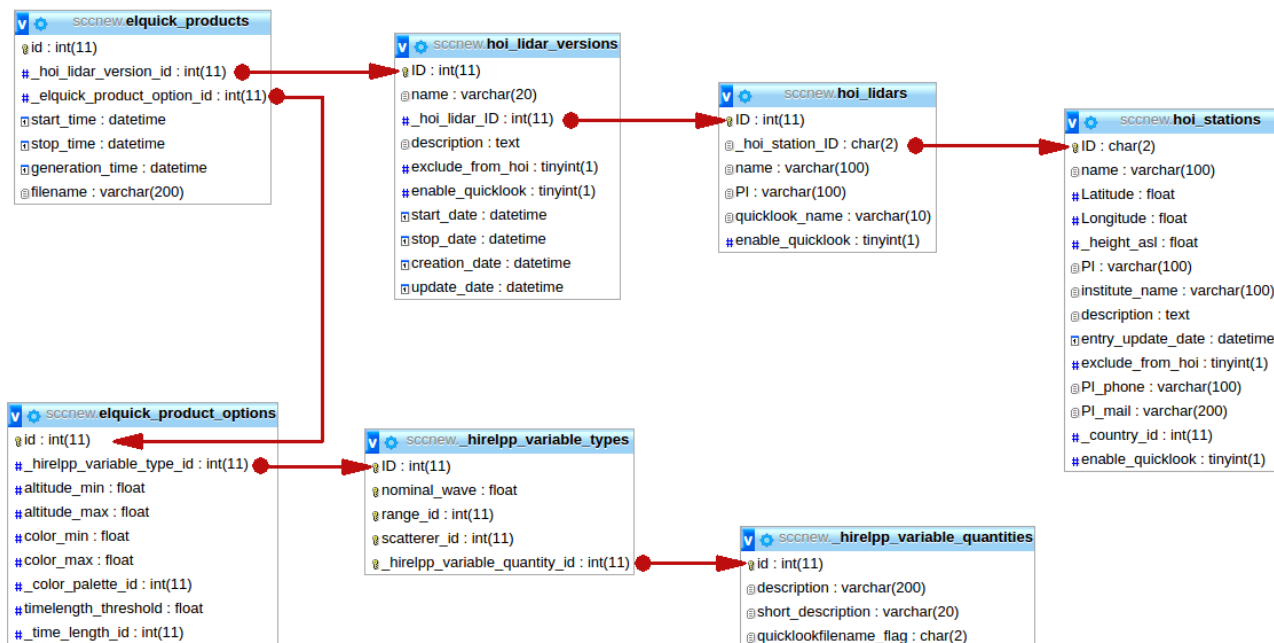 v sccnew.elquick_products
id : int(11)
#_hoi_lidar_version_id : int(11)
#_elquick_product_option_id : int(11)
start_time : datetime
stop_time : datetime
generation_time : datetime
filename : varchar(200)
v sccnew.hoi_lidar_versions
ID : int(11)
name : varchar(20)
#_hoi_lidar_ID : int(11)
description : text
#exclude_from_hoi : tinyint(1)
#enable_quicklook : tinyint(1)
start_date : datetime
stop_date : datetime
creation_date : datetime
update_date : datetime
v sccnew.hoi_lidars
ID : int(11)
_hoi_station_ID : char(2)
name : varchar(100)
PI : varchar(100)
quicklook_name : varchar(10)
#enable_quicklook : tinyint(1)
v sccnew.hoi_stations
ID : char(2)
name : varchar(100)
#Latitude : float
#Longitude : float
#_height_asl : float
PI : varchar(100)
institute_name : varchar(100)
description : text
entry_update_date : datetime
#exclude_from_hoi : tinyint(1)
PI_phone : varchar(100)
PI_mail : varchar(200)
#_country_id : int(11)
#enable_quicklook : tinyint(1)
v sccnew.elquick_product_options
id : int(11)
#_hirelpp_variable_type_id : int(11)
#altitude_min : float
#altitude_max : float
#color_min : float
#color_max : float
#_color_palette_id : int(11)
#timelength_threshold : float
#_time_length_id : int(11)
v sccnew._hirelpp_variable_types
ID : int(11)
nominal_wave : float
range_id : int(11)
scatterer_id : int(11)
_hirelpp_variable_quantity_id : int(11)
v sccnew._hirelpp_variable_quantities
id : int(11)
description : varchar(200)
short_description : varchar(20)
quicklookfilename_flag : char(2)